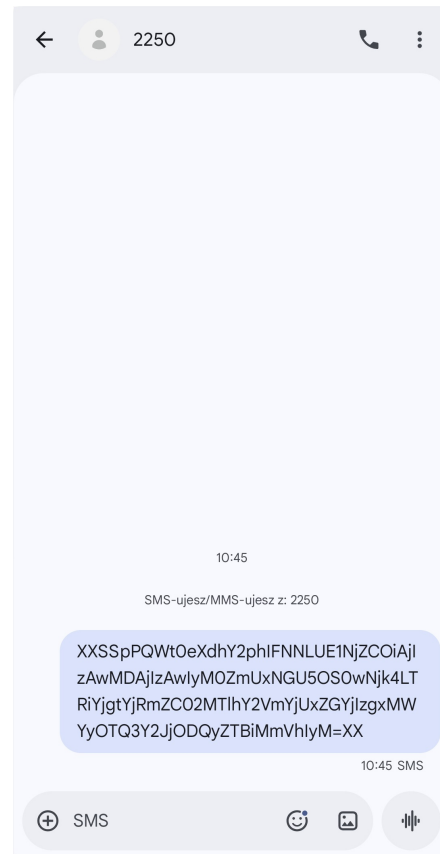 2250
10:45
SMS-ujesz/MMS-ujesz z: 2250
XXSSpPQWt0eXdhY2phIFNNLUE1NjZCOiAjI
zAwMDAjIzAwIyM0ZmUxNGU5OS0wNjk4LT
RiYjgtYjRmZC02MTlhY2VmYjUxZGYjIzgxMW
YyOTQ3Y2JjODQyZTBiMmVhIyM=XX
10:45 SMS
SMS